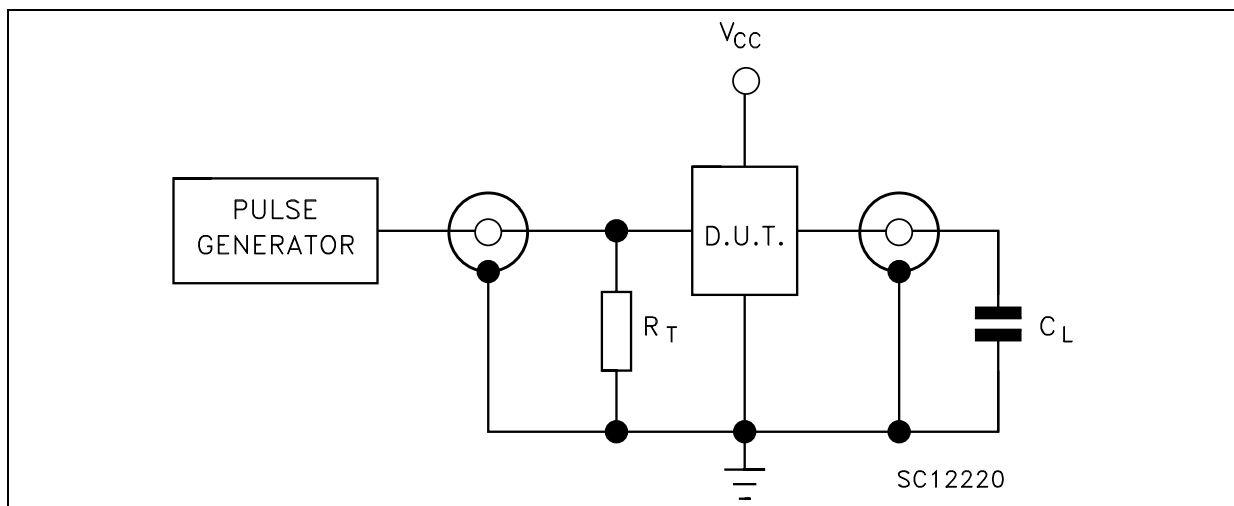 VCC
PULSE
GENERATOR
D.U.T.
RT
CL
SC12220